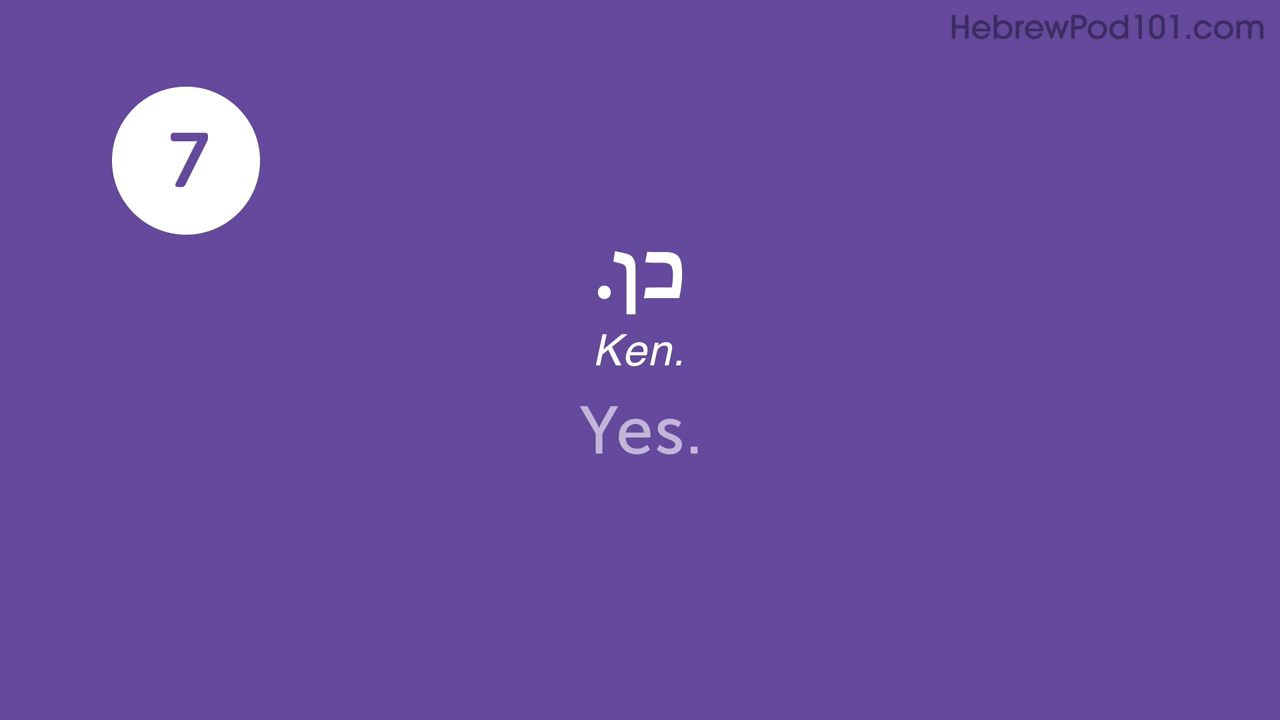 HebrewPod101.com
7
כן.
Ken.
Yes.